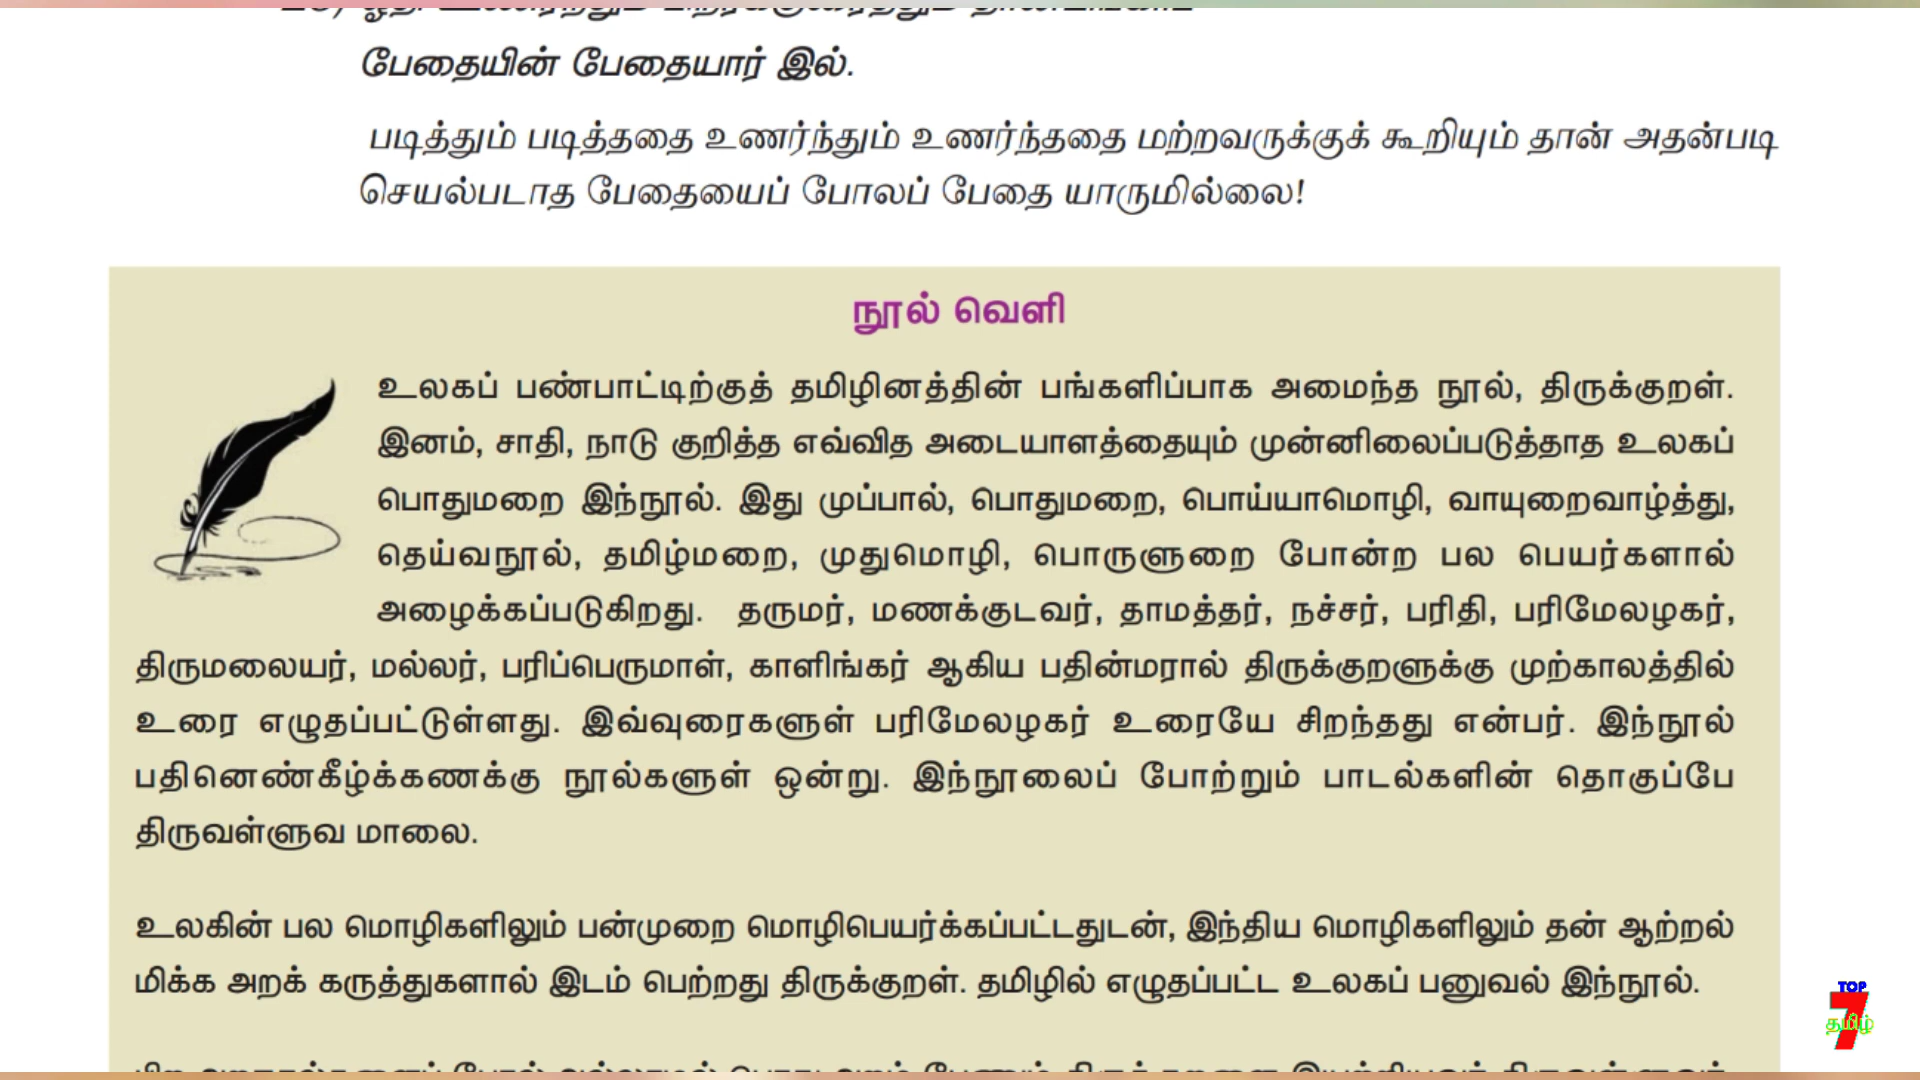 பேதையின் பேதையார் இல்.
படித்தும் படித்ததை உணர்ந்தும் உணர்ந்ததை மற்றவருக்குக் கூறியும் தான் அதன்படி
செயல்படாத பேதையைப் போலப் பேதை யாருமில்லை!
நூல் வெளி
உலகப் பண்பாட்டிற்குத் தமிழினத்தின் பங்களிப்பாக அமைந்த நூல், திருக்குறள்.
இனம், சாதி, நாடு குறித்த எவ்வித அடையாளத்தையும் முன்னிலைப்படுத்தாத உலகப்
பொதுமறை இந்நூல். இது முப்பால், பொதுமறை, பொய்யாமொழி, வாயுறைவாழ்த்து,
தெய்வநூல், தமிழ்மறை, முதுமொழி, பொருளுறை போன்ற பல பெயர்களால்
அழைக்கப்படுகிறது. தருமர், மணக்குடவர், தாமத்தர், நச்சர், பரிதி, பரிமேலழகர்,
திருமலையர், மல்லர், பரிப்பெருமாள், காளிங்கர் ஆகிய பதின்மரால் திருக்குறளுக்கு முற்காலத்தில்
உரை எழுதப்பட்டுள்ளது. இவ்வுரைகளுள் பரிமேலழகர் உரையே சிறந்தது என்பர். இந்நூல்
பதினெண்கீழ்க்கணக்கு நூல்களுள் ஒன்று. இந்நூலைப் போற்றும் பாடல்களின் தொகுப்பே
திருவள்ளுவ மாலை.
உலகின் பல மொழிகளிலும் பன்முறை மொழிபெயர்க்கப்பட்டதுடன், இந்திய மொழிகளிலும் தன் ஆற்றல்
மிக்க அறக் கருத்துகளால் இடம் பெற்றது திருக்குறள். தமிழில் எழுதப்பட்ட உலகப் பனுவல் இந்நூல்.
TOP
7
தமிழ்